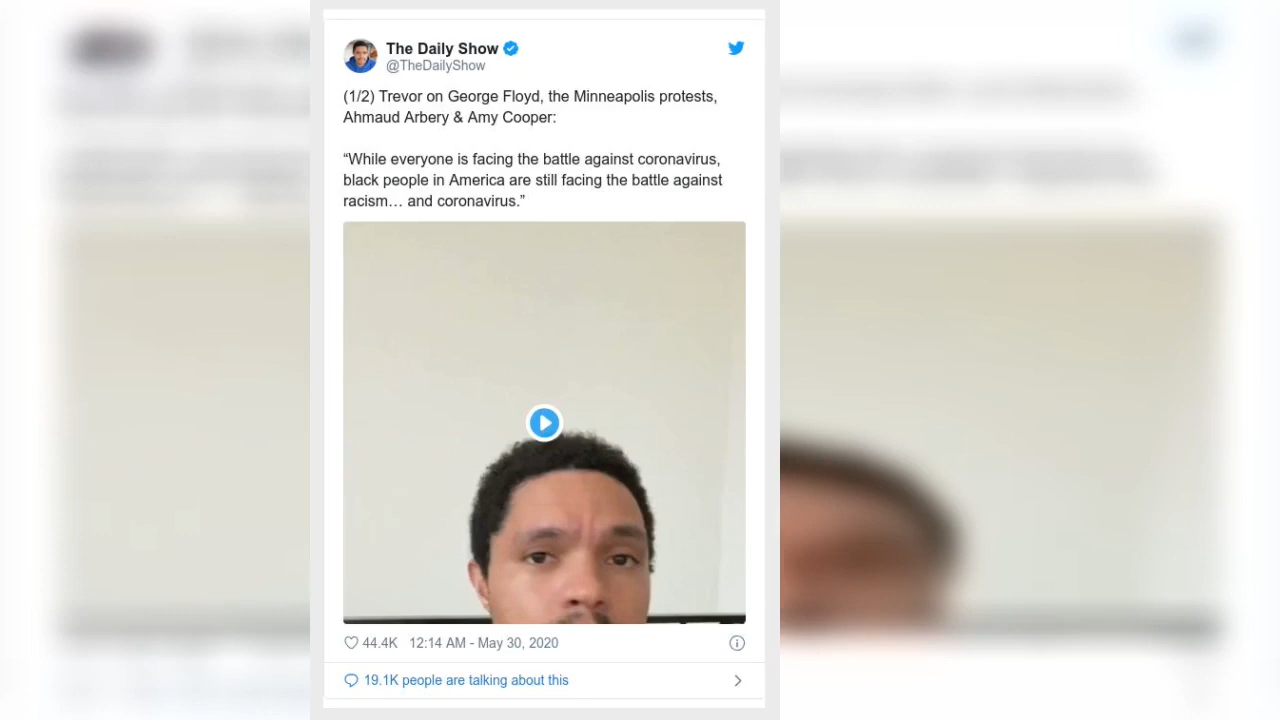 The Daily Show
@TheDailyShow
(1/2) Trevor on George Floyd, the Minneapolis protests,
Ahmaud Arbery & Amy Cooper:
“While everyone is facing the battle against coronavirus,
black people in America are still facing the battle against
racism… and coronavirus.”
44.4K 12:14 AM - May 30, 2020
19.1K people are talking about this